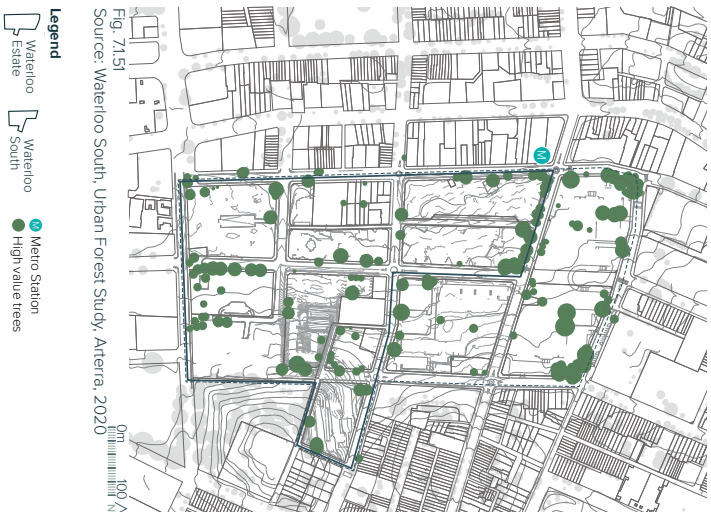 Fig. 7.1.51
Source: Waterloo South, Urban Forest Study, Arterra, 2020
0m
100
N
M
Legend
Waterloo
Estate
Waterloo
South
M Metro Station
High value trees